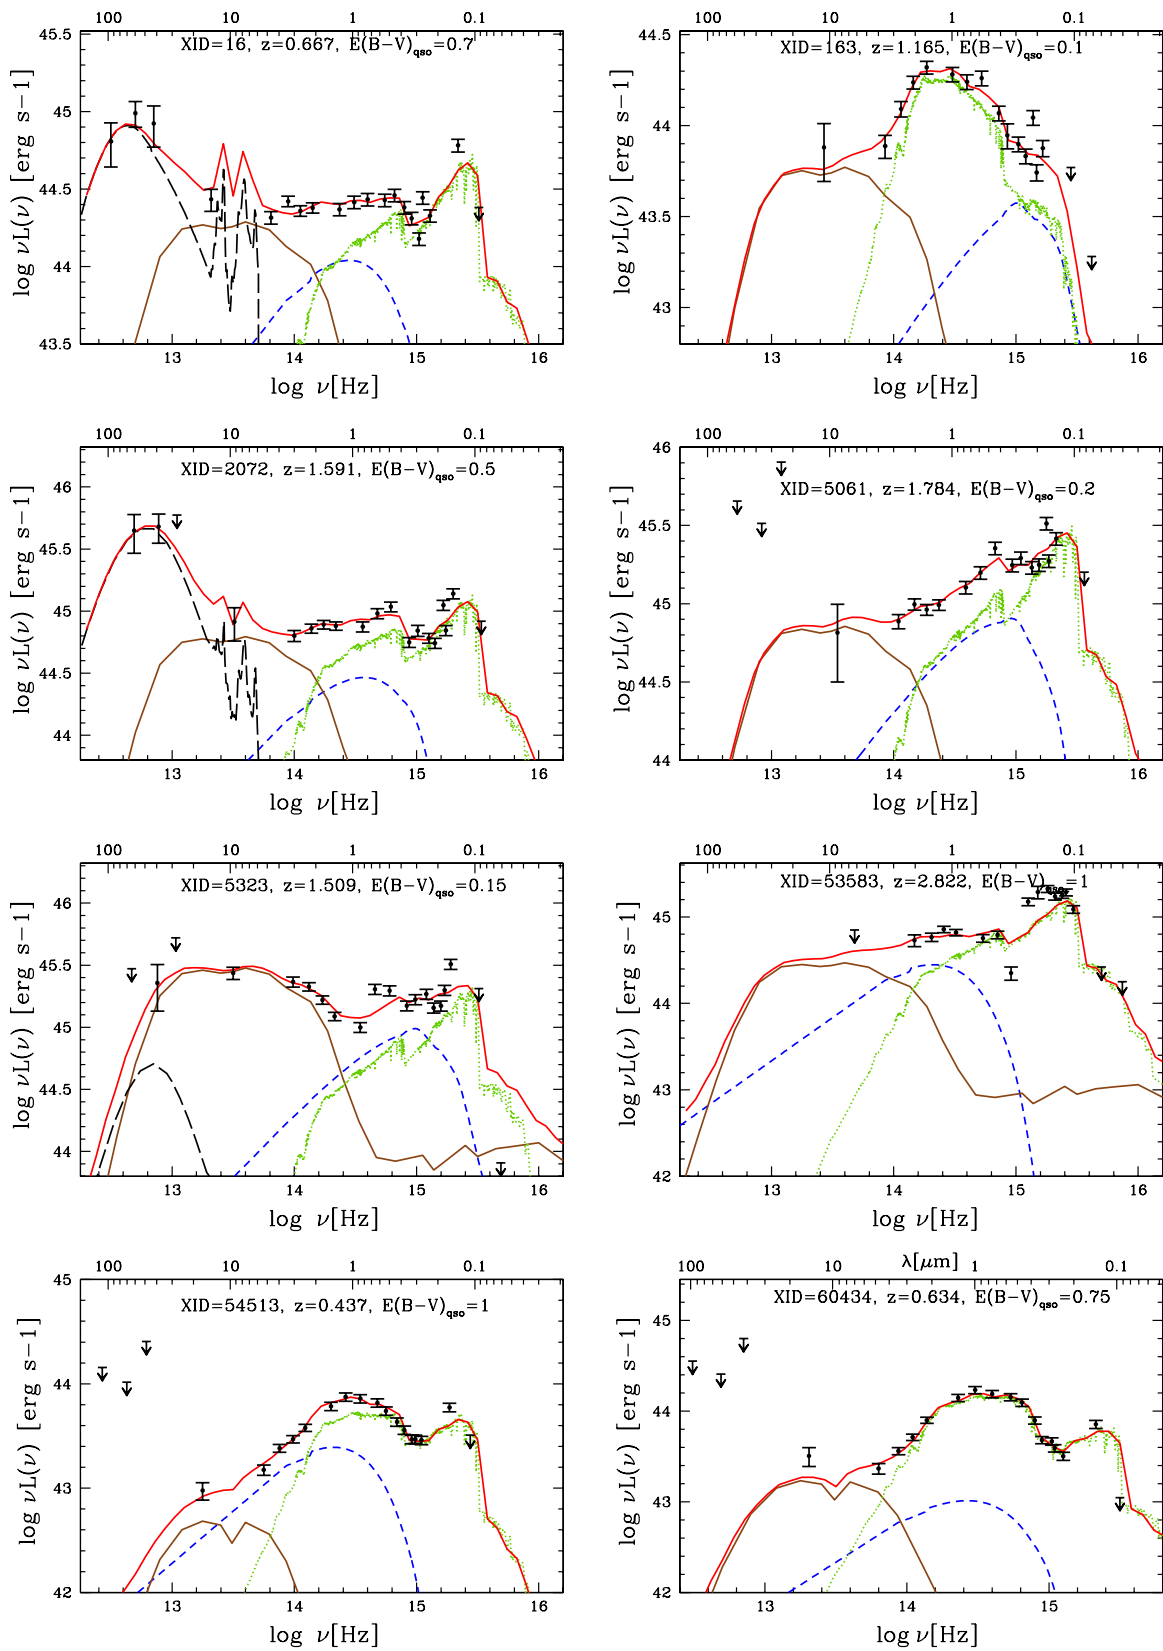 100 10 1 0.1
XID=16, z=0.667, E(B−V)qso=0.7
45.5
45
44.5
44
43.5
log νL(ν) [erg s−1]
13 14 15 16
log ν[Hz]
100 10 1 0.1
XID=163, z=1.165, E(B−V)qso=0.1
44.5
44
43.5
43
log νL(ν) [erg s−1]
13 14 15 16
log ν[Hz]
100 10 1 0.1
XID=2072, z=1.591, E(B−V)qso=0.5
46
45.5
45
44.5
44
log νL(ν) [erg s−1]
13 14 15 16
log ν[Hz]
100 10 1 0.1
XID=5061, z=1.784, E(B−V)qso=0.2
46
45.5
45
44.5
44
log νL(ν) [erg s−1]
13 14 15 16
log ν[Hz]
100 10 1 0.1
XID=5323, z=1.509, E(B−V)qso=0.15
46
45.5
45
44.5
44
log νL(ν) [erg s−1]
13 14 15 16
log ν[Hz]
100 10 1 0.1
XID=53583, z=2.822, E(B−V)qso=1
45
44
43
42
log νL(ν) [erg s−1]
13 14 15 16
log ν[Hz]
100 10 1 0.1
XID=54513, z=0.437, E(B−V)qso=1
45
44
43
42
log νL(ν) [erg s−1]
13 14 15 16
log ν[Hz]
λ[μm]
100 10 1 0.1
XID=60434, z=0.634, E(B−V)qso=0.75
45
44
43
42
log νL(ν) [erg s−1]
13 14 15
log ν[Hz]